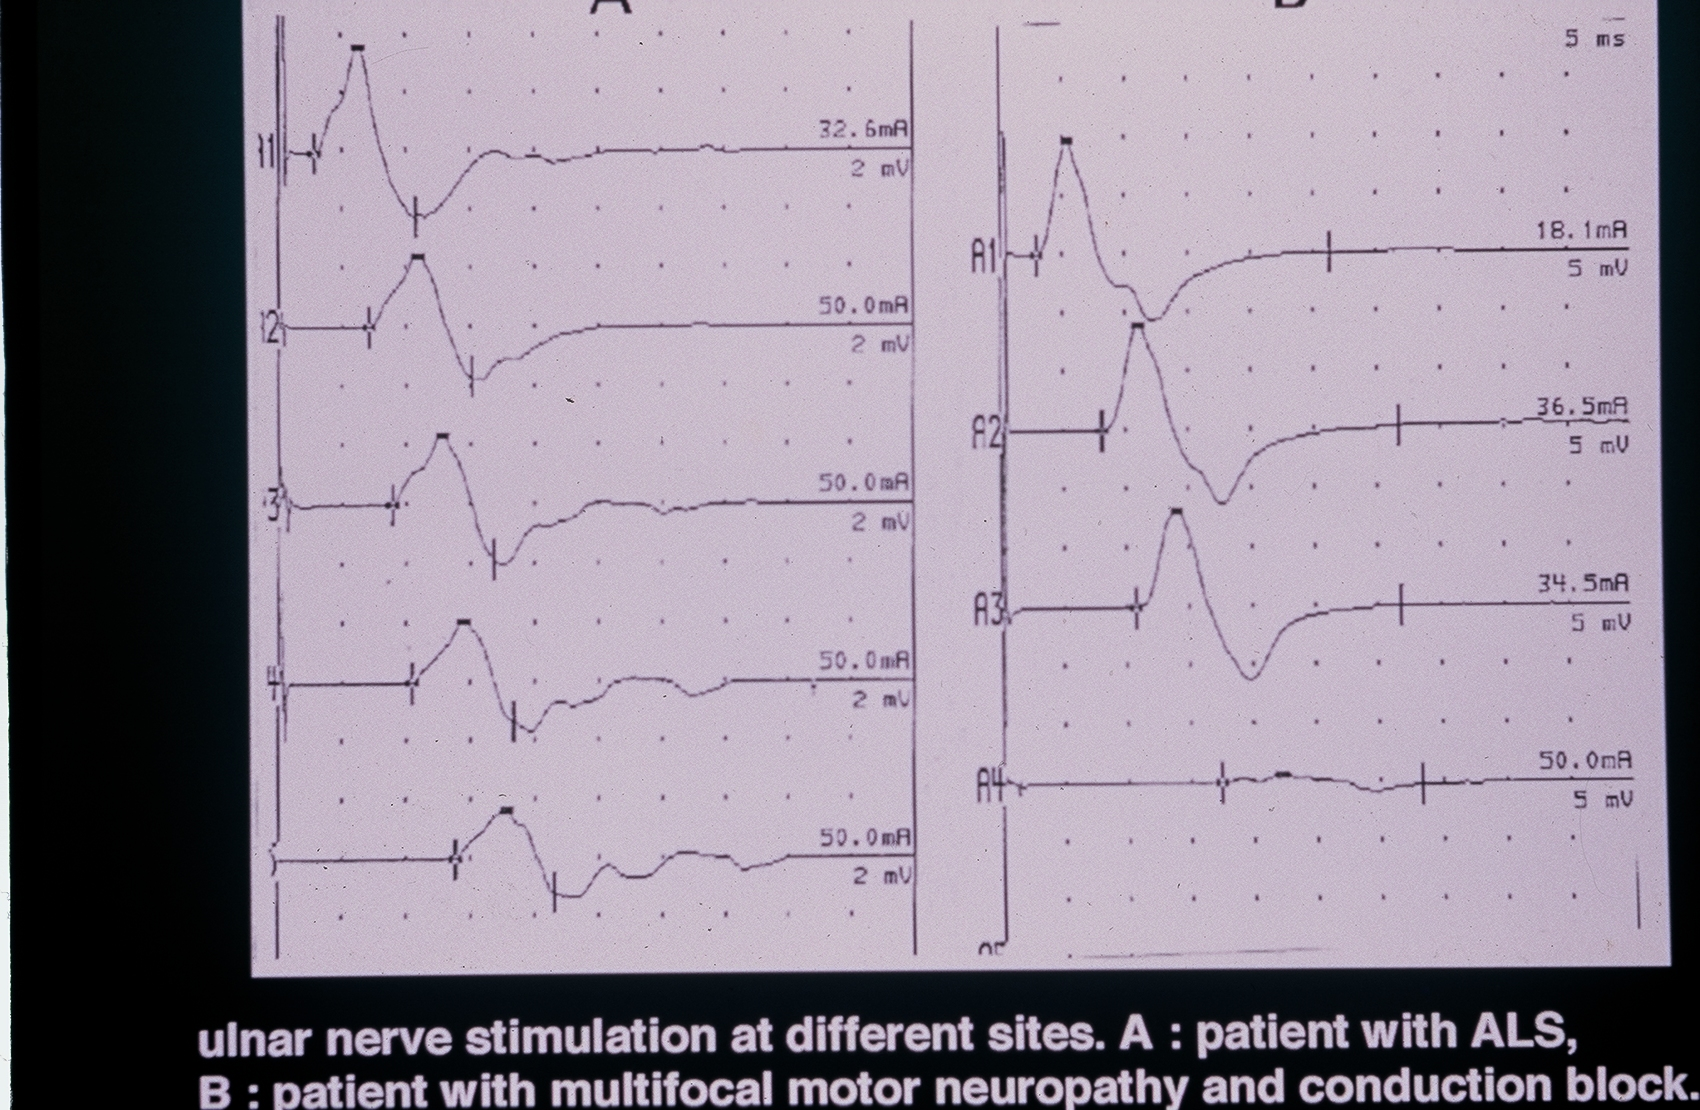 A
5 ms
11
32.6mA
2 mV
12
50.0mA
2 mV
3
50.0mA
2 mV
50.0mA
2 mV
50.0mA
2 mV
A1
18.1mA
5 mV
A2
36.5mA
5 mV
A3
34.5mA
5 mV
A4
50.0mA
5 mV
ulnar nerve stimulation at different sites. A : patient with ALS,
B : patient with multifocal motor neuropathy and conduction block.